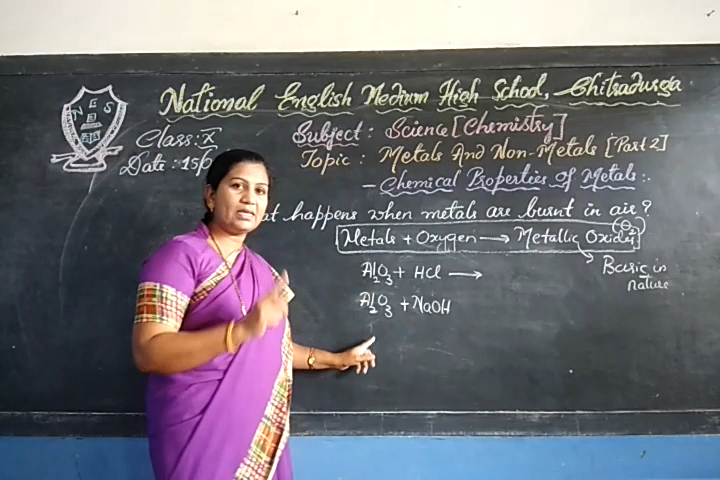 National English Medium High School, Chitradurga
NES
Class: X
Subject: Science [Chemistry]
Date: 15
Topic: Metals And Non-Metals [Part 2]
- Chemical Properties of Metals:-
at happens when metals are burnt in air?
Metals + Oxygen → Metallic Oxides
Al2O3 + HCl →
Basic in
nature
Al2O3 + NaOH